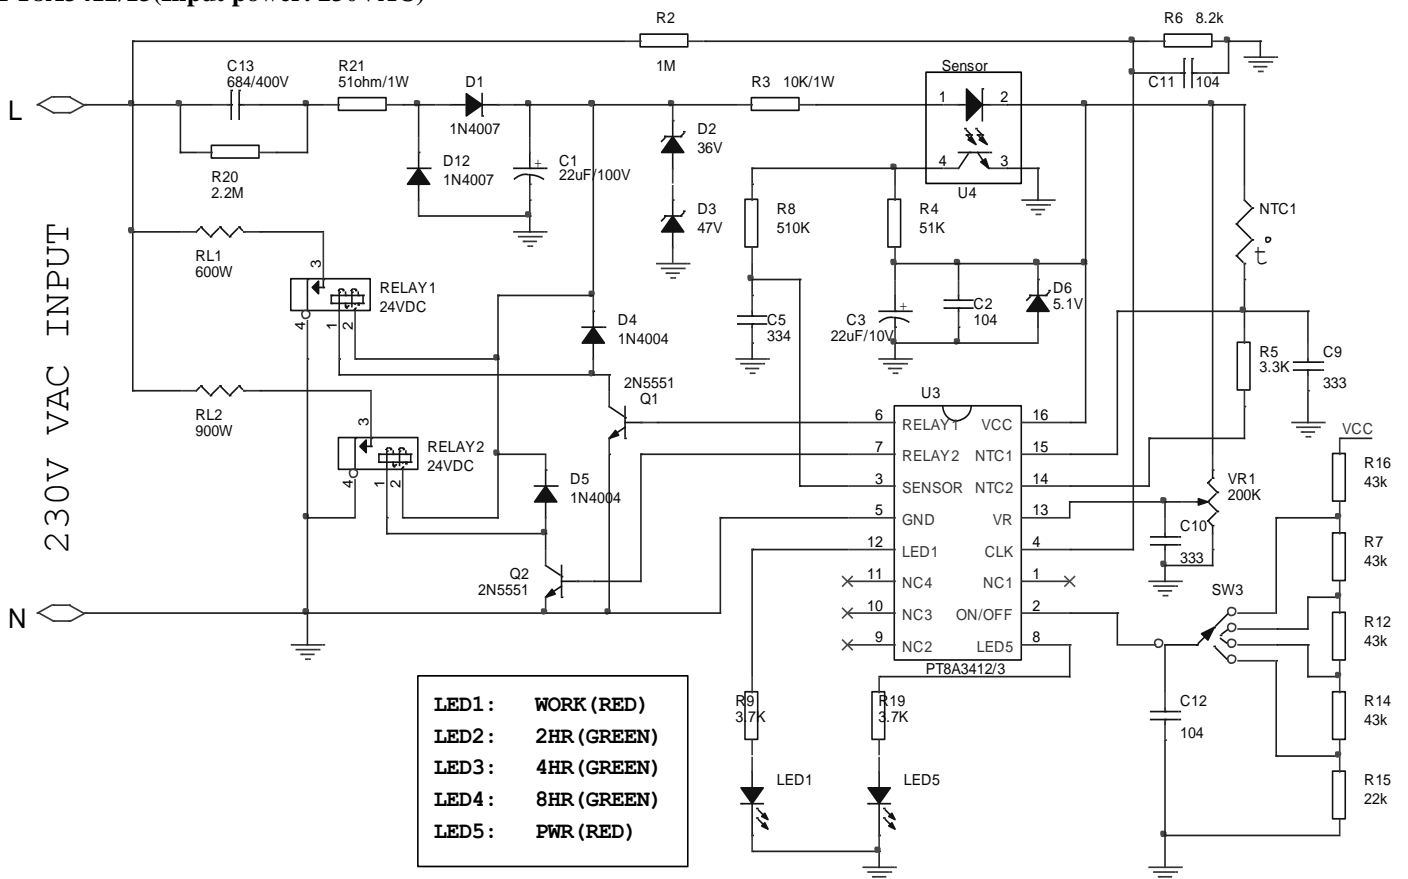 R2
1M
R6 8.2k
C11 104
C13
684/400V
R21
51ohm/1W
D1
1N4007
R3 10K/1W
Sensor
1
2
4
3
U4
L
R20
2.2M
D12
1N4007
+
C1
22uF/100V
D2
36V
D3
47V
R8
510K
R4
51K
NTC1
t°
RL1
600W
3
RELAY1
24VDC
4
1
2
D4
1N4004
C5
334
+
C3
22uF/10V
C2
104
D6
5.1V
R5
3.3K
C9
333
230V VAC INPUT
RL2
900W
3
RELAY2
24VDC
4
1
2
D5
1N4004
2N5551
Q1
Q2
2N5551
U3
6 RELAY1 VCC 16
7 RELAY2 NTC1 15
3 SENSOR NTC2 14
5 GND VR 13
12 LED1 CLK 4
11 NC4 NC1 1
10 NC3 ON/OFF 2
9 NC2 LED5 8
PT8A3412/3
VR1
200K
C10
333
VCC
R16
43k
R7
43k
SW3
R12
43k
R14
43k
R15
22k
C12
104
N
R9
3.7K
R19
3.7K
LED1
LED5
LED1: WORK(RED)
LED2: 2HR(GREEN)
LED3: 4HR(GREEN)
LED4: 8HR(GREEN)
LED5: PWR(RED)